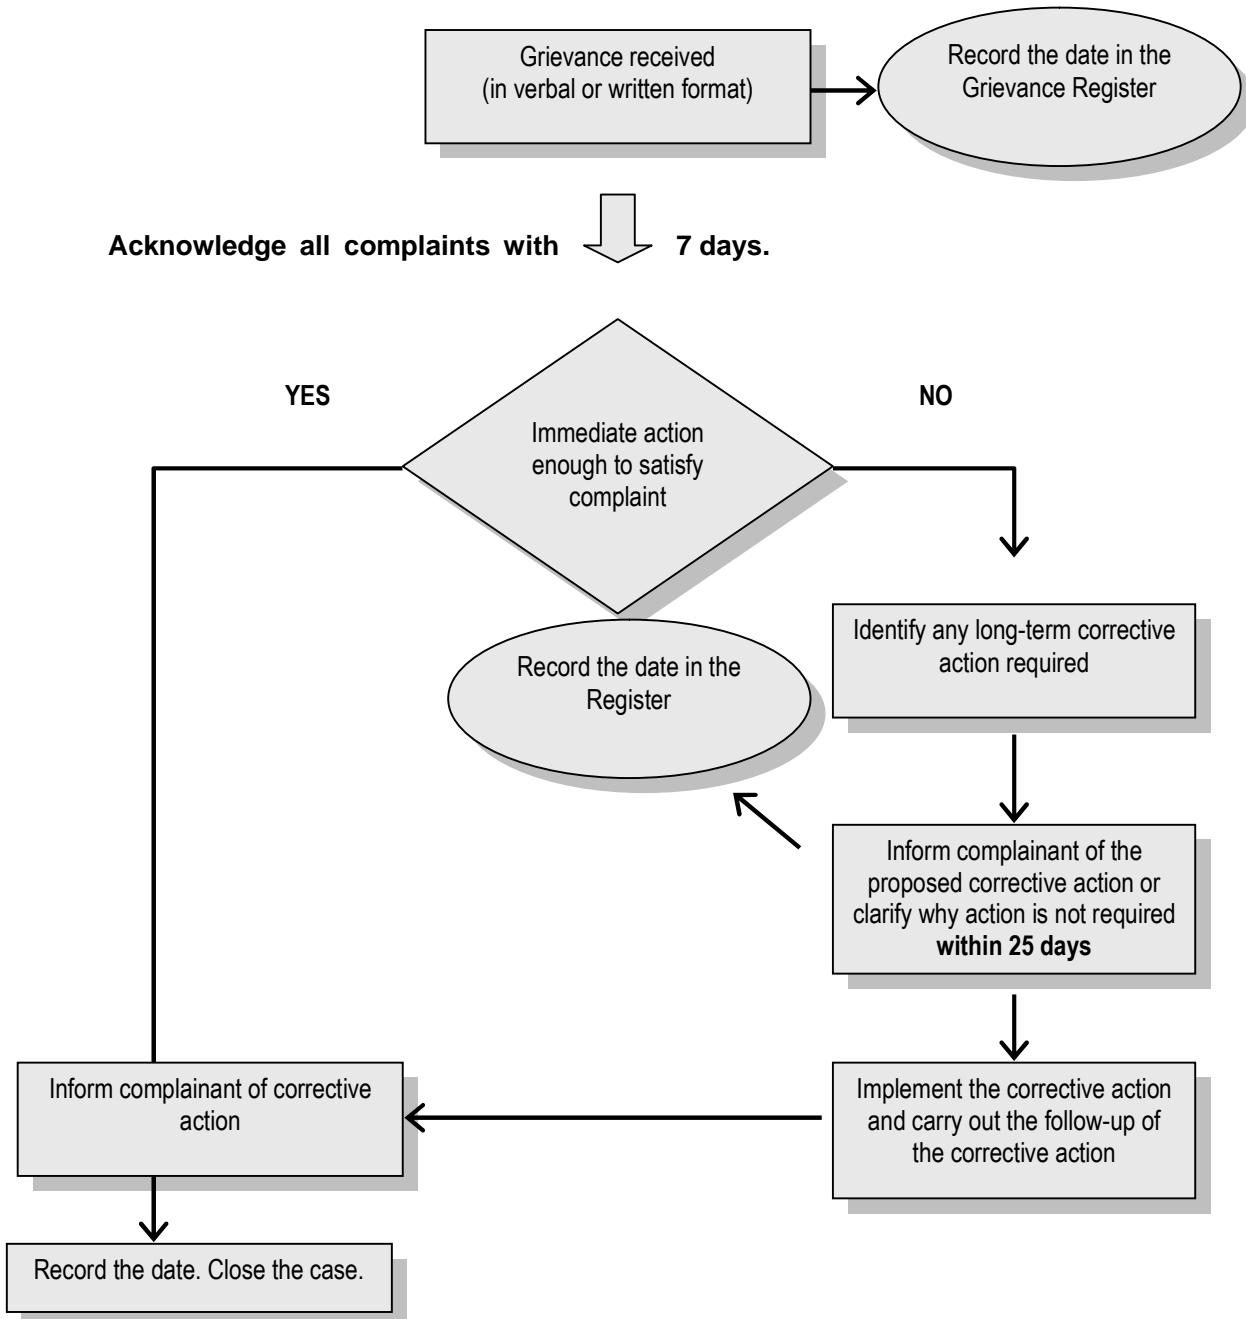 Grievance received
(in verbal or written format)
Record the date in the
Grievance Register
Acknowledge all complaints with 7 days.
YES
NO
Immediate action
enough to satisfy
complaint
Identify any long-term corrective
action required
Record the date in the
Register
Inform complainant of the
proposed corrective action or
clarify why action is not required
within 25 days
Inform complainant of corrective
action
Implement the corrective action
and carry out the follow-up of
the corrective action
Record the date. Close the case.